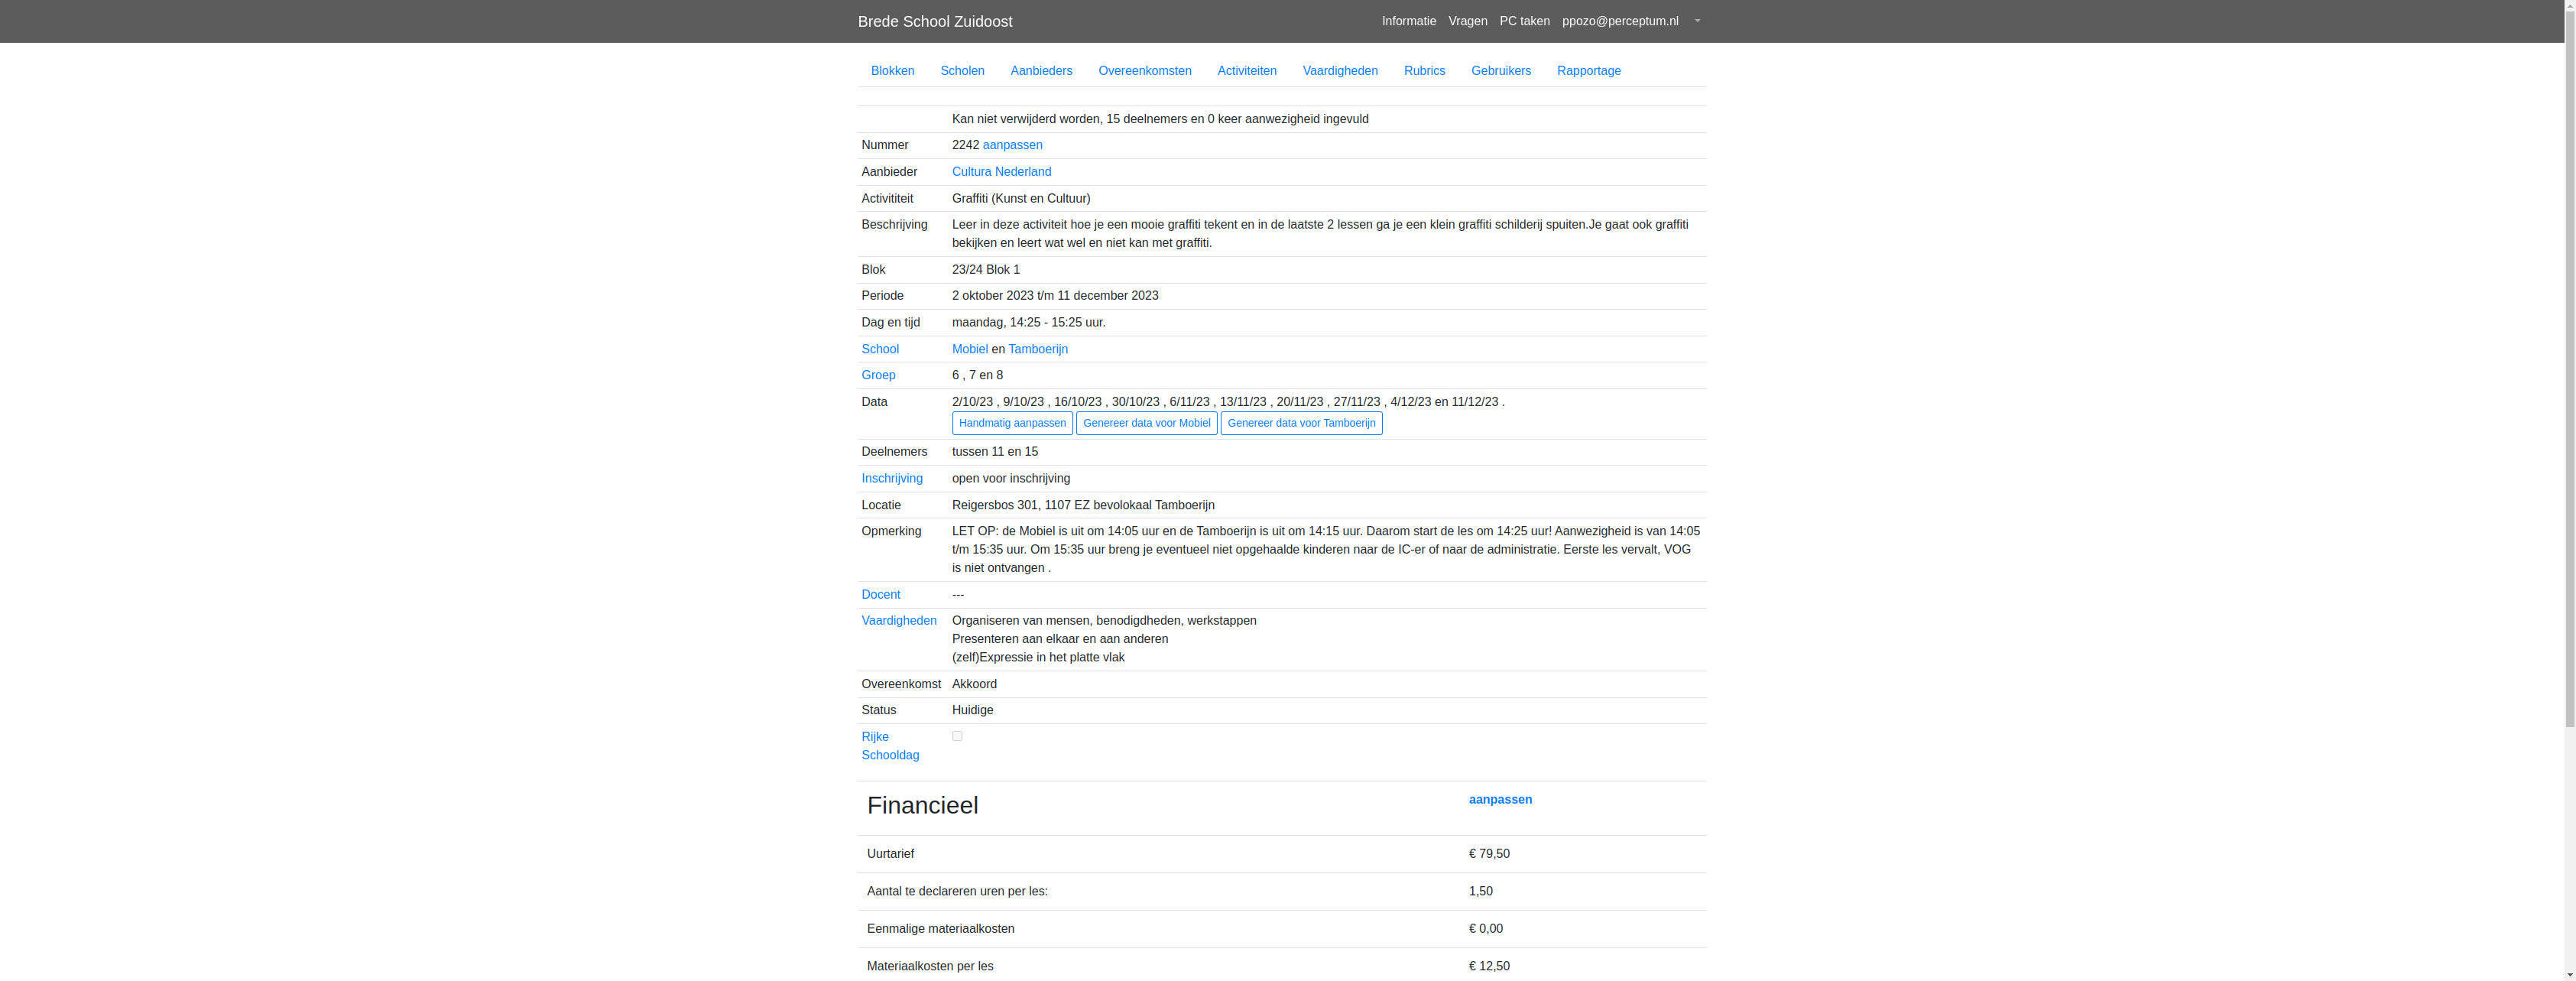 Brede School Zuidoost
Informatie Vragen PC taken ppozo@perceptum.nl
Blokken Scholen Aanbieders Overeenkomsten Activiteiten Vaardigheden Rubrics Gebruikers Rapportage
Kan niet verwijderd worden, 15 deelnemers en 0 keer aanwezigheid ingevuld
Nummer 2242 aanpassen
Aanbieder Cultura Nederland
Activititeit Graffiti (Kunst en Cultuur)
Beschrijving Leer in deze activiteit hoe je een mooie graffiti tekent en in de laatste 2 lessen ga je een klein graffiti schilderij spuiten.Je gaat ook graffiti
bekijken en leert wat wel en niet kan met graffiti.
Blok 23/24 Blok 1
Periode 2 oktober 2023 t/m 11 december 2023
Dag en tijd maandag, 14:25 - 15:25 uur.
School Mobiel en Tamboerijn
Groep 6 , 7 en 8
Data 2/10/23 , 9/10/23 , 16/10/23 , 30/10/23 , 6/11/23 , 13/11/23 , 20/11/23 , 27/11/23 , 4/12/23 en 11/12/23 .
Handmatig aanpassen Genereer data voor Mobiel Genereer data voor Tamboerijn
Deelnemers tussen 11 en 15
Inschrijving open voor inschrijving
Locatie Reigersbos 301, 1107 EZ bevolokaal Tamboerijn
Opmerking LET OP: de Mobiel is uit om 14:05 uur en de Tamboerijn is uit om 14:15 uur. Daarom start de les om 14:25 uur! Aanwezigheid is van 14:05
t/m 15:35 uur. Om 15:35 uur breng je eventueel niet opgehaalde kinderen naar de IC-er of naar de administratie. Eerste les vervalt, VOG
is niet ontvangen .
Docent ---
Vaardigheden Organiseren van mensen, benodigdheden, werkstappen
Presenteren aan elkaar en aan anderen
(zelf)Expressie in het platte vlak
Overeenkomst Akkoord
Status Huidige
Rijke
Schooldag
Financieel aanpassen
Uurtarief € 79,50
Aantal te declareren uren per les: 1,50
Eenmalige materiaalkosten € 0,00
Materiaalkosten per les € 12,50